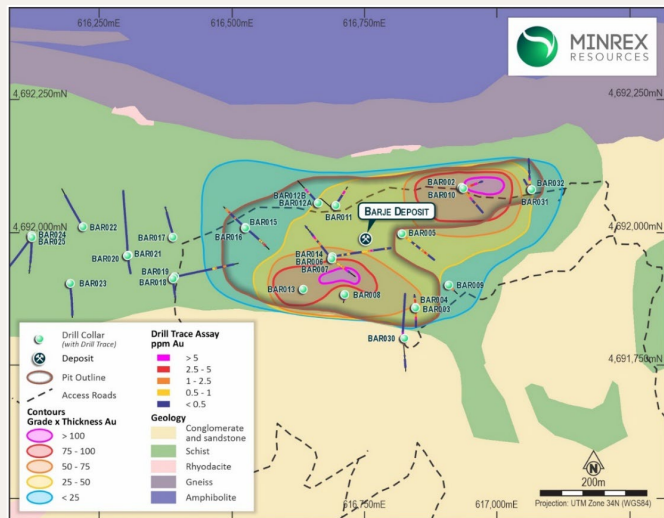 616,250mE
616,500mE
616,750mE
MINREX
RESOURCES
4,692,250mN
4,692,250mN
BAR002
BAR010
BAR032
BAR031
BAR012B
BAR012A
BAR011
BARJE DEPOSIT
BAR024
BAR025
BAR022
BAR017
BAR015
BAR016
BAR005
4,692,000mN
4,692,000mN
BAR020
BAR021
BAR014
BAR006
BAR007
BAR019
BAR018
BAR023
BAR013
BAR008
BAR009
BAR004
BAR003
BAR030
4,691,750mN
Drill Collar
(with Drill Trace)
Deposit
Pit Outline
Access Roads
Contours
Grade x Thickness Au
> 100
75 - 100
50 - 75
25 - 50
< 25
Drill Trace Assay
ppm Au
> 5
2.5 - 5
1 - 2.5
0.5 - 1
< 0.5
Geology
Conglomerate
and sandstone
Schist
Rhyodacite
Gneiss
Amphibolite
616,750mE
617,000mE
N
200m
Projection: UTM Zone 34N (WGS84)